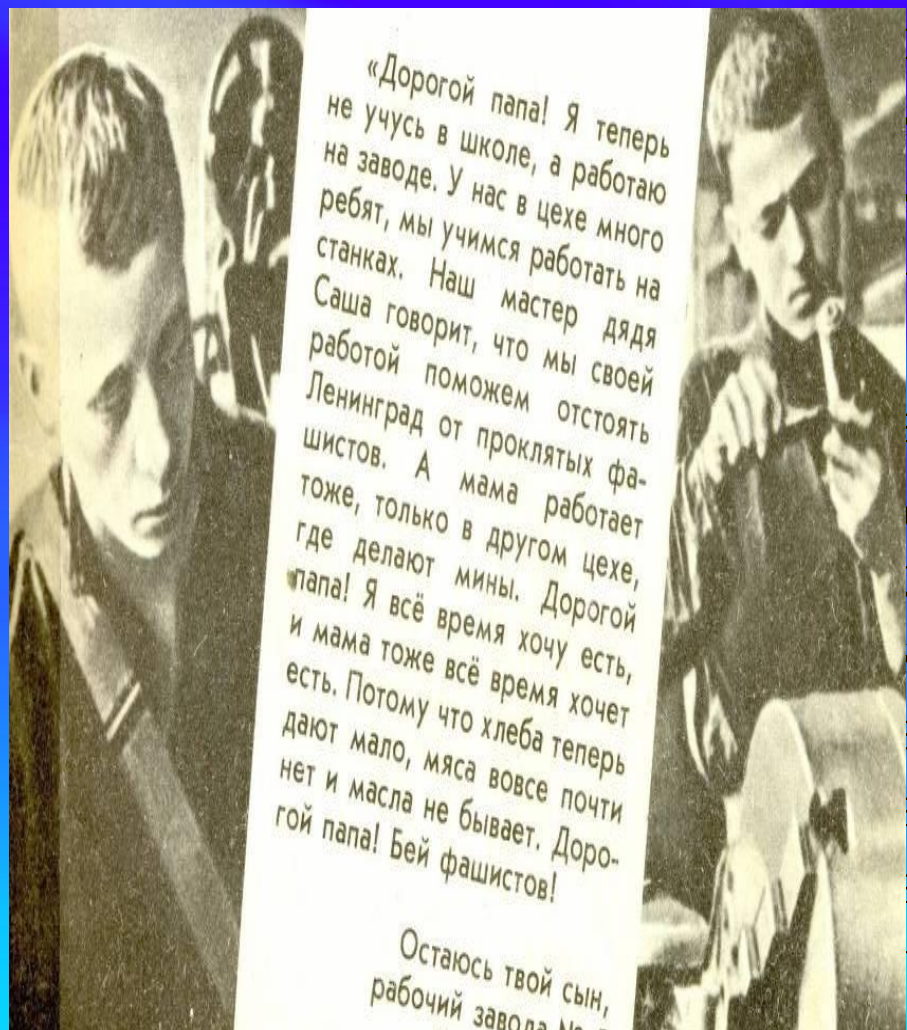 «Дорогой папа! Я теперь
не учусь в школе, а работаю
на заводе. У нас в цехе много
ребят, мы учимся работать на
станках. Наш мастер дядя
Саша говорит, что мы своей
работой поможем отстоять
Ленинград от проклятых фа-
шистов. А мама работает
тоже, только в другом цехе,
где делают мины. Дорогой
папа! Я всё время хочу есть,
и мама тоже всё время хочет
есть. Потому что хлеба теперь
дают мало, мяса вовсе почти
нет и масла не бывает. Доро-
гой папа! Бей фашистов!
Остаюсь твой сын,
рабочий завода